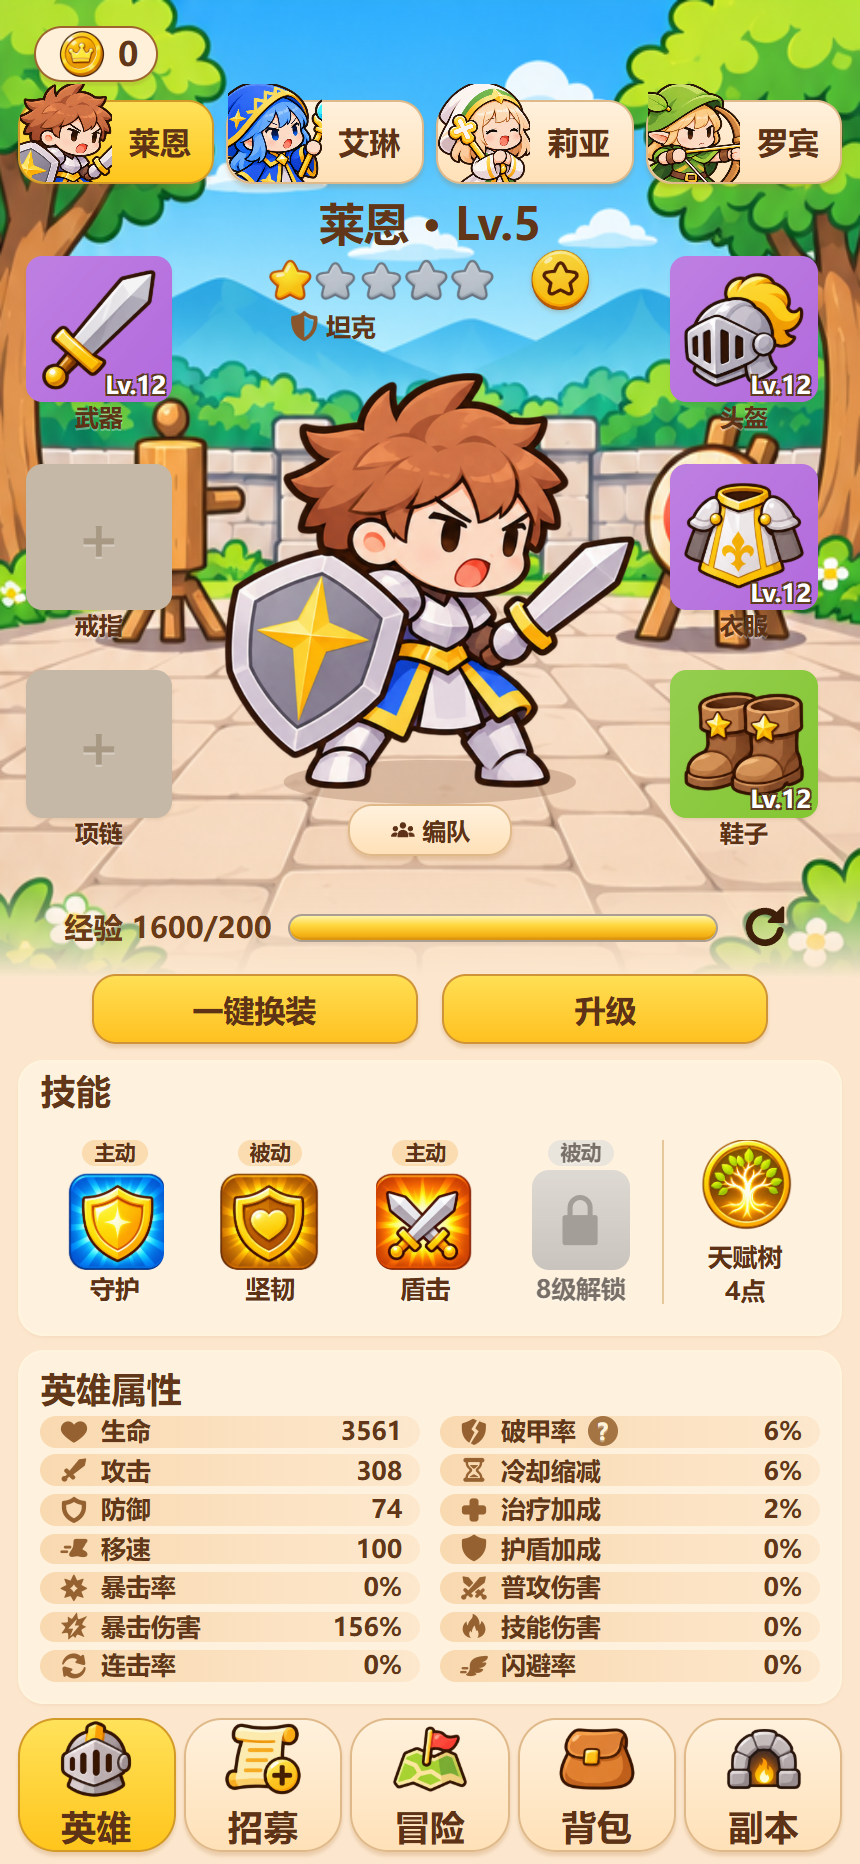 0
莱恩
艾琳
莉亚
罗宾
莱恩 • Lv.5
坦克
Lv.12
武器
Lv.12
头盔
+
戒指
Lv.12
衣服
+
项链
Lv.12
鞋子
编队
经验 1600/200
一键换装
升级
技能
主动
被动
主动
被动
守护
坚韧
盾击
8级解锁
天赋树
4点
英雄属性
生命 3561
破甲率 ? 6%
攻击 308
冷却缩减 6%
防御 74
治疗加成 2%
移速 100
护盾加成 0%
暴击率 0%
普攻伤害 0%
暴击伤害 156%
技能伤害 0%
连击率 0%
闪避率 0%
英雄
招募
冒险
背包
副本